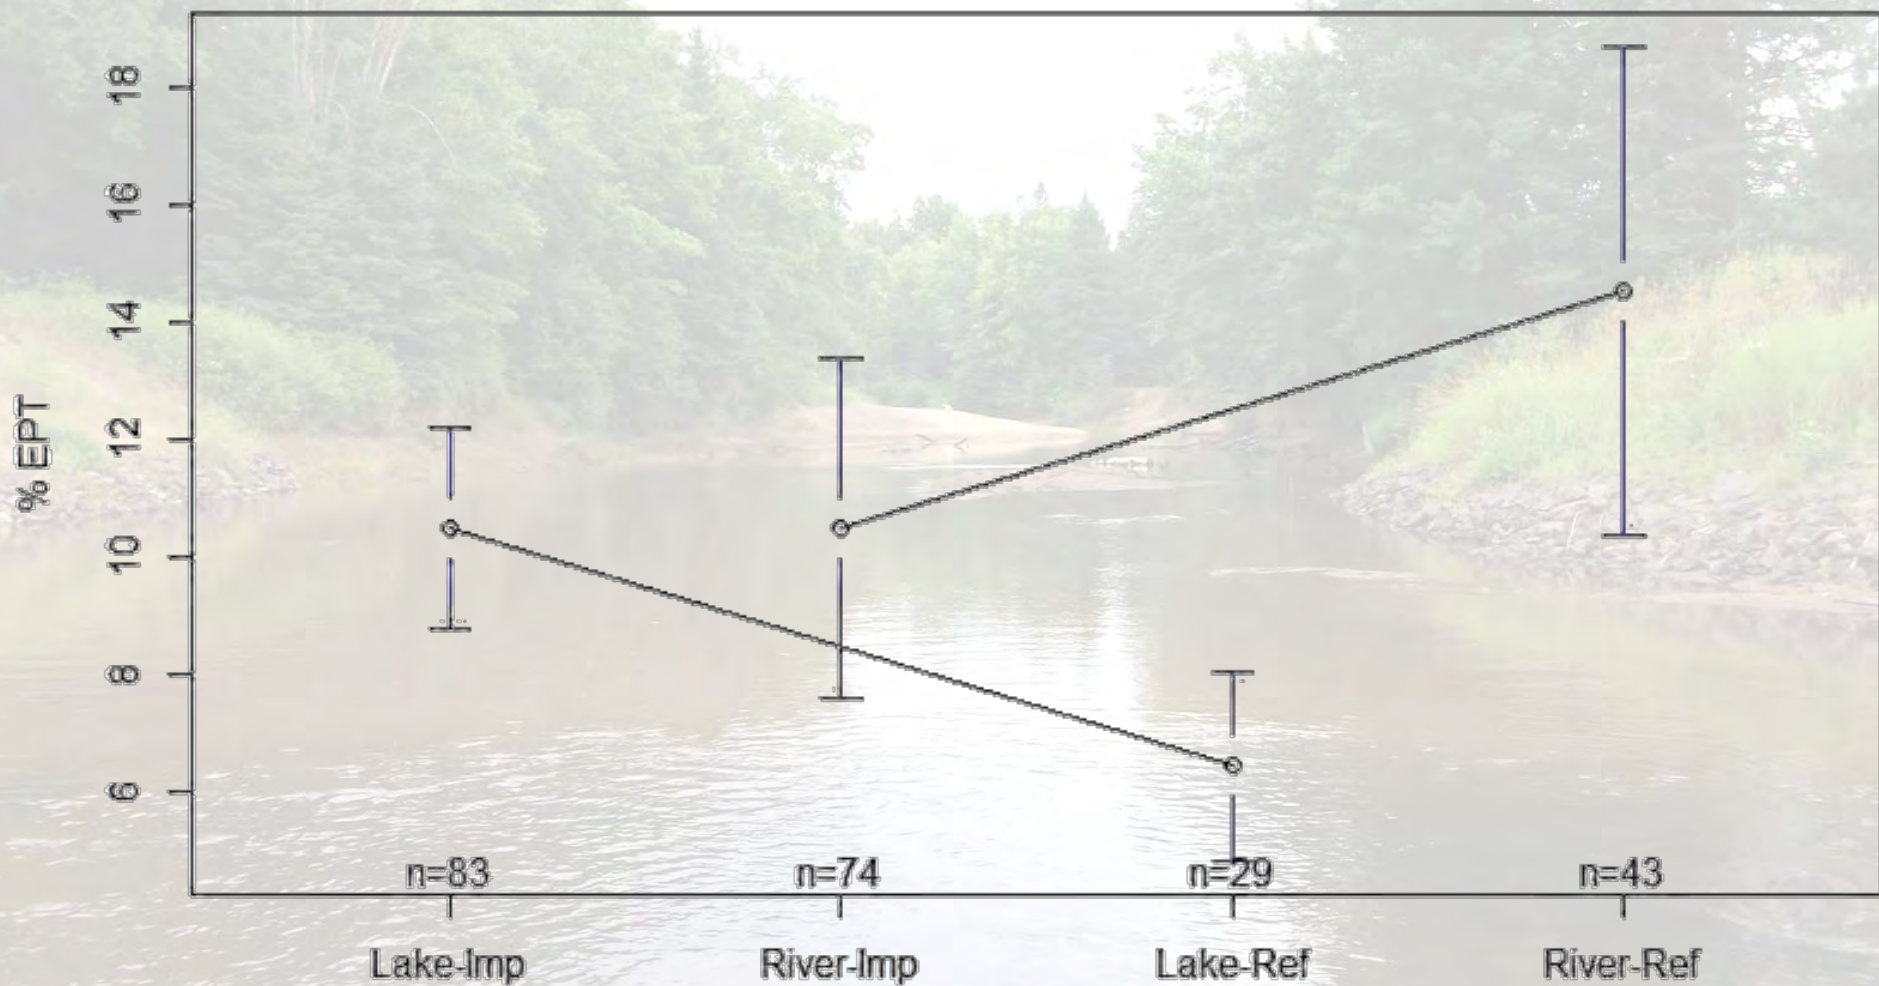 % EPT
18
16
14
12
10
8
6
n=83 n=74 n=29 n=43
Lake-Imp River-Imp Lake-Ref River-Ref